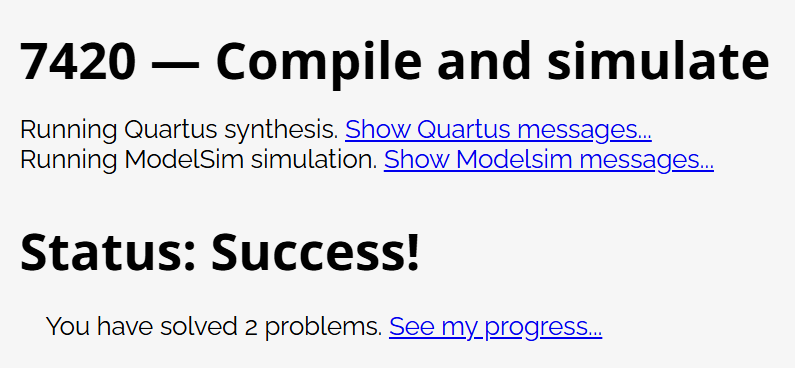 7420 — Compile and simulate
Running Quartus synthesis. Show Quartus messages...
Running ModelSim simulation. Show Modelsim messages...
Status: Success!
You have solved 2 problems. See my progress...